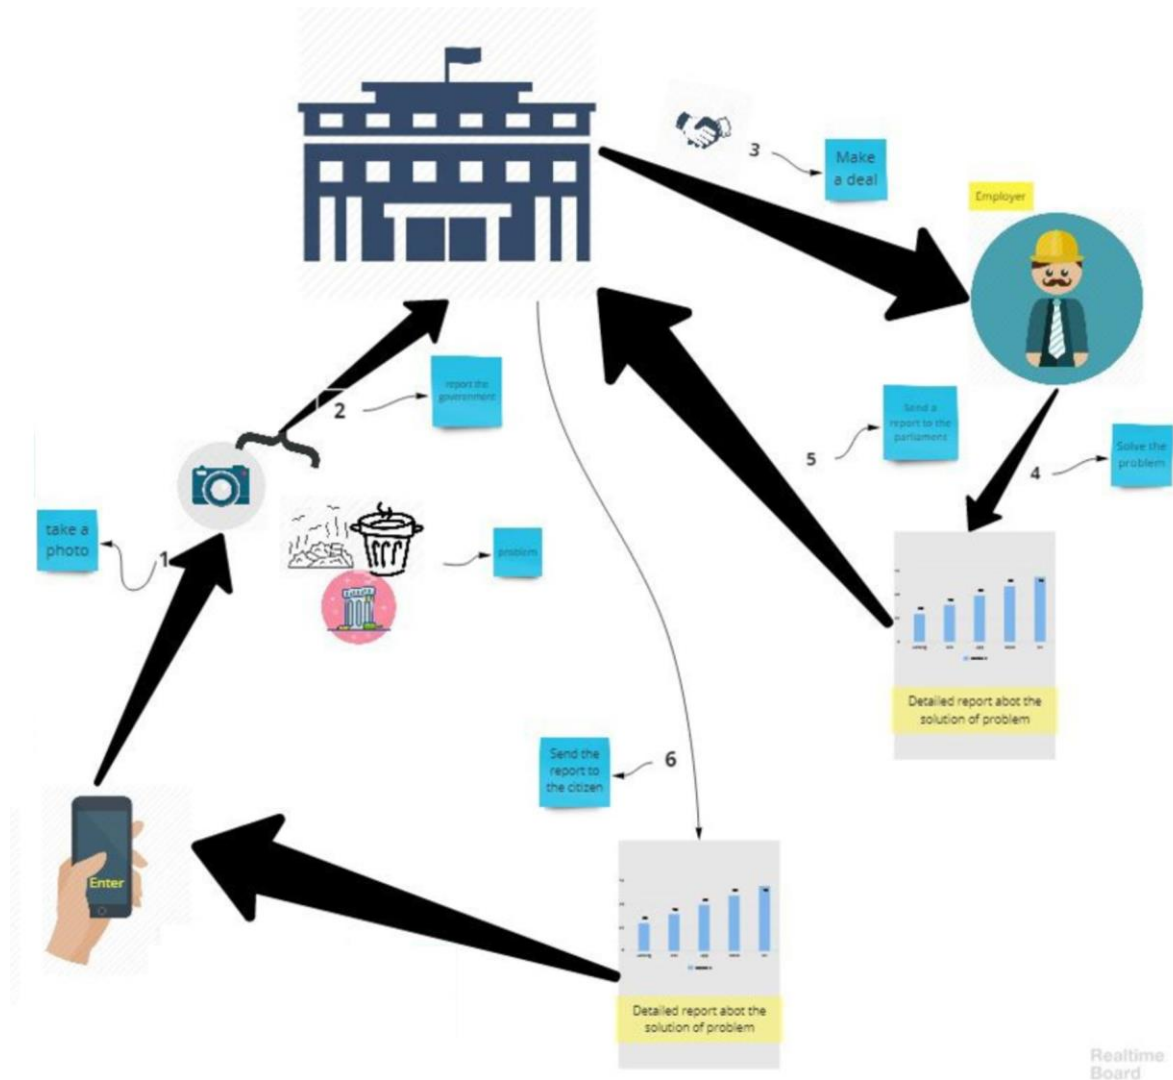 3
Make
a deal
Employer
2
report the
government
5
Send a
report to the
parliament
4
Solve the
problem
take a
photo
1
problem
Detailed report abot the
solution of problem
6
Send the
report to
the citizen
Enter
Detailed report abot the
solution of problem
Realtime
Board